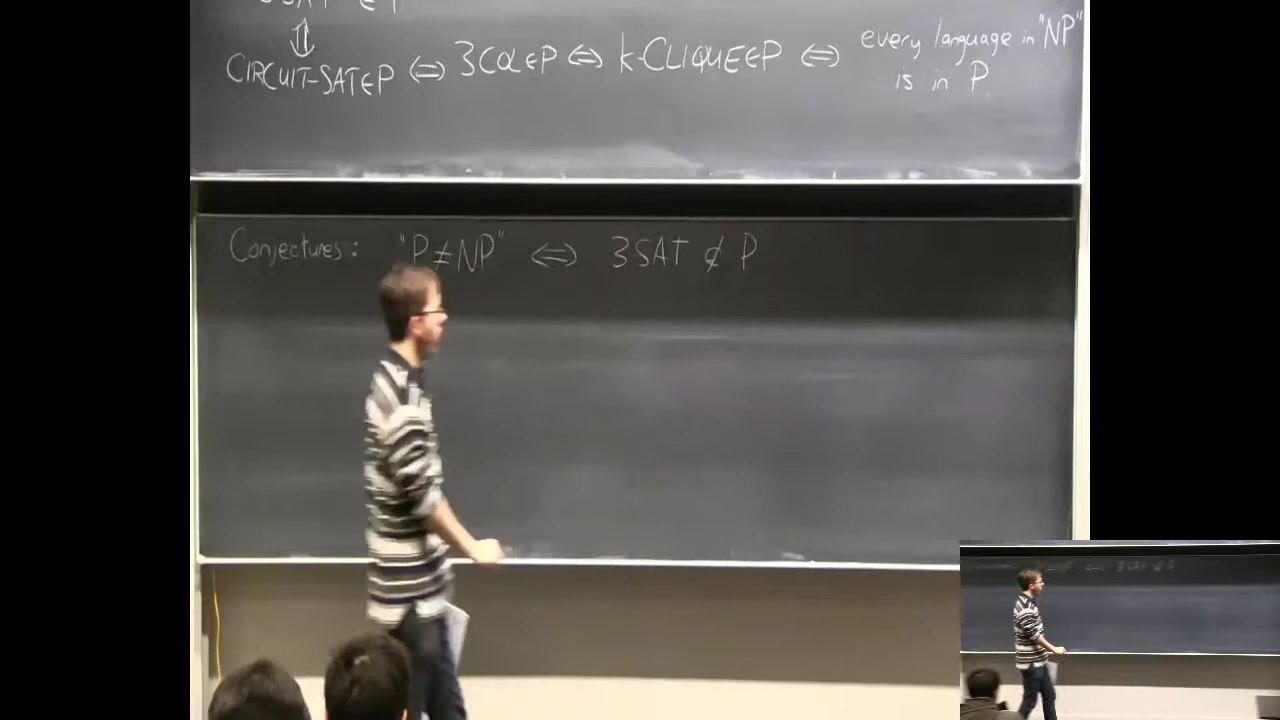 ⇕
CIRCUIT-SAT∈P ⇔ 3COL∈P ⇔ k-CLIQUE∈P ⇔ every language in "NP"
is in P.
Conjectures: "P≠NP" ⇔ 3SAT ∉ P